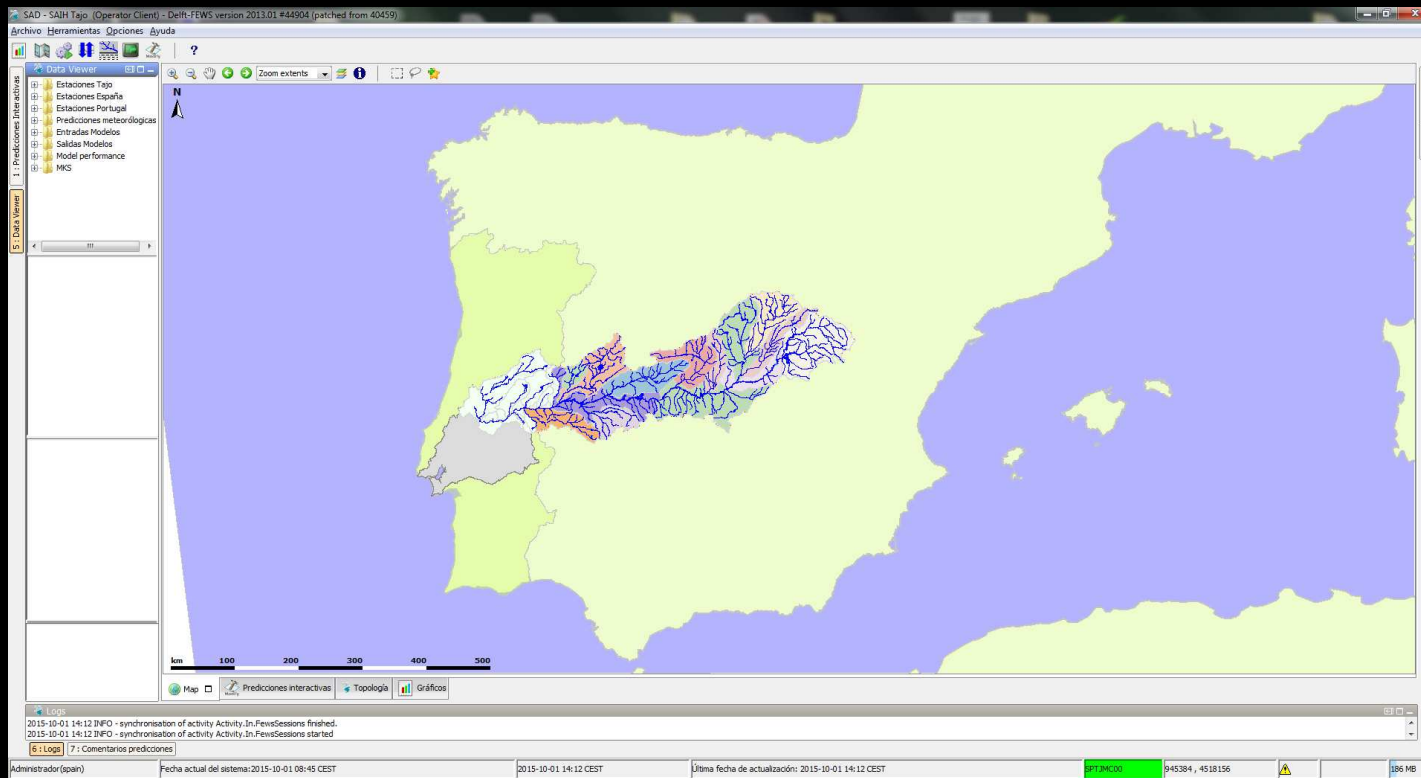 SAD - SAIH Tajo (Operator Client) - Delft-FEWS version 2013.01 #44904 (patched from 40459)
Archivo Herramientas Opciones Ayuda
Modify
?
Data Viewer
Zoom extents
1 : Predicciones Interactivas
5 : Data Viewer
Estaciones Tajo
Estaciones España
Estaciones Portugal
Predicciones meteorólogicas
Entradas Modelos
Salidas Modelos
Model performance
MKS
N
km 100 200 300 400 500
Map
Predicciones interactivas
Topología
Gráficos
Logs
2015-10-01 14:12 INFO - synchronisation of activity Activity.In.FewsSessions finished.
2015-10-01 14:12 INFO - synchronisation of activity Activity.In.FewsSessions started
6 : Logs 7 : Comentarios predicciones
Administrador(spain) Fecha actual del sistema:2015-10-01 08:45 CEST 2015-10-01 14:12 CEST Última fecha de actualización: 2015-10-01 14:12 CEST SPTJMC00 945384 , 4518156 186 MB